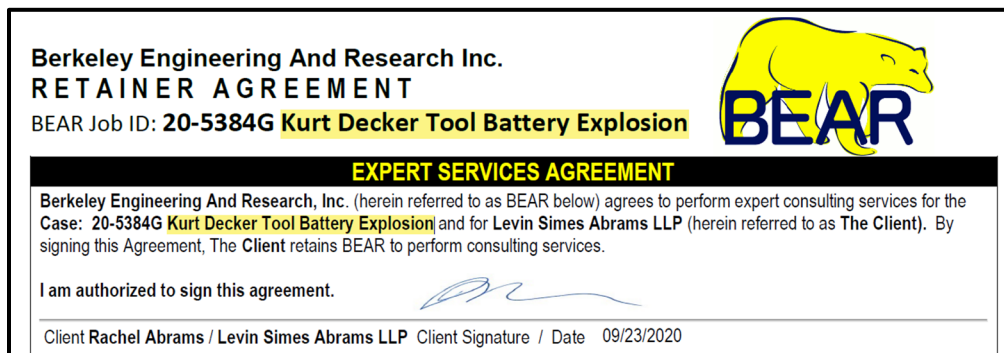 Berkeley Engineering And Research Inc.
RETAINER AGREEMENT
BEAR Job ID: 20-5384G Kurt Decker Tool Battery Explosion
BEAR
EXPERT SERVICES AGREEMENT
Berkeley Engineering And Research, Inc. (herein referred to as BEAR below) agrees to perform expert consulting services for the
Case: 20-5384G Kurt Decker Tool Battery Explosion and for Levin Simes Abrams LLP (herein referred to as The Client). By
signing this Agreement, The Client retains BEAR to perform consulting services.
I am authorized to sign this agreement.
Client Rachel Abrams / Levin Simes Abrams LLP Client Signature / Date 09/23/2020